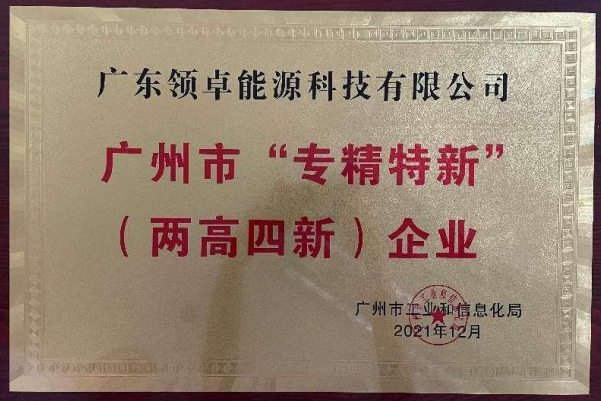 广东领卓能源科技有限公司
广州市“专精特新”
（两高四新）企业
广州市工业和信息化局
2021年12月